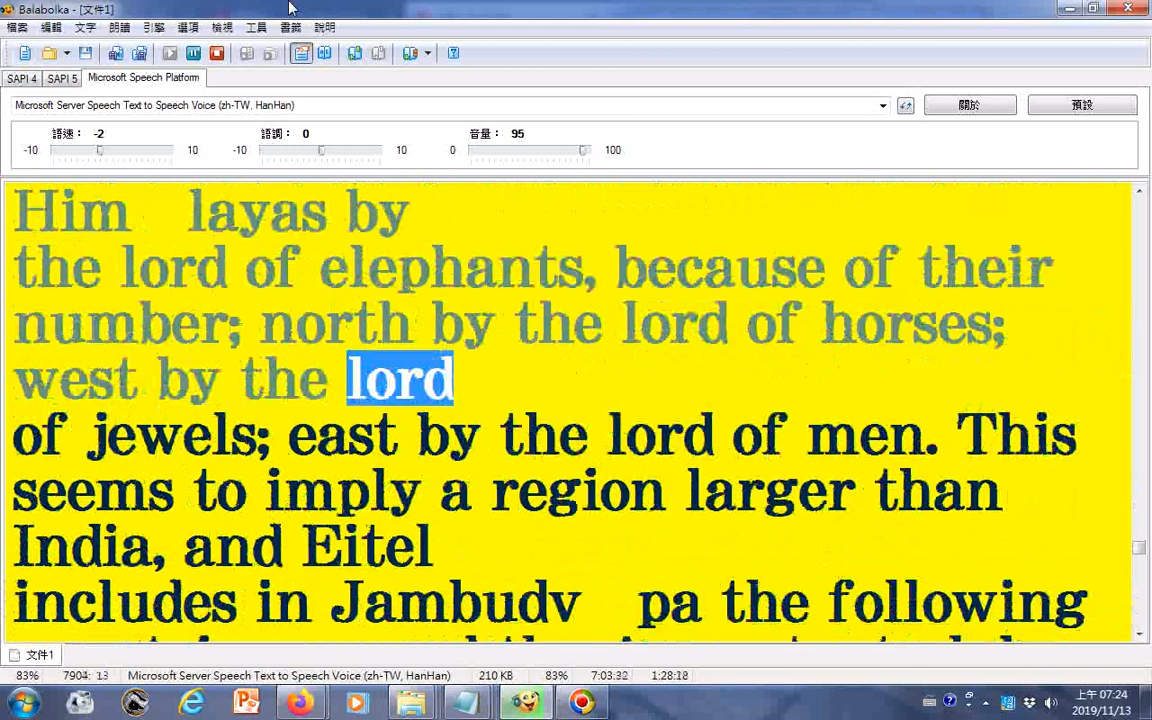 Balabolka - [文件1]
檔案 編輯 文字 朗讀 引擎 選項 檢視 工具 書籤 說明
SAPI 4 SAPI 5 Microsoft Speech Platform
Microsoft Server Speech Text to Speech Voice (zh-TW, HanHan) 關於 預設
語速： -2 語調： 0 音量： 95
-10 10 -10 10 0 100
Him layas by
the lord of elephants, because of their
number; north by the lord of horses;
west by the lord
of jewels; east by the lord of men. This
seems to imply a region larger than
India, and Eitel
includes in Jambudv pa the following
文件1
83% 7904: 13 Microsoft Server Speech Text to Speech Voice (zh-TW, HanHan) 210 KB 83% 7:03:32 1:28:18
上午 07:24
2019/11/13